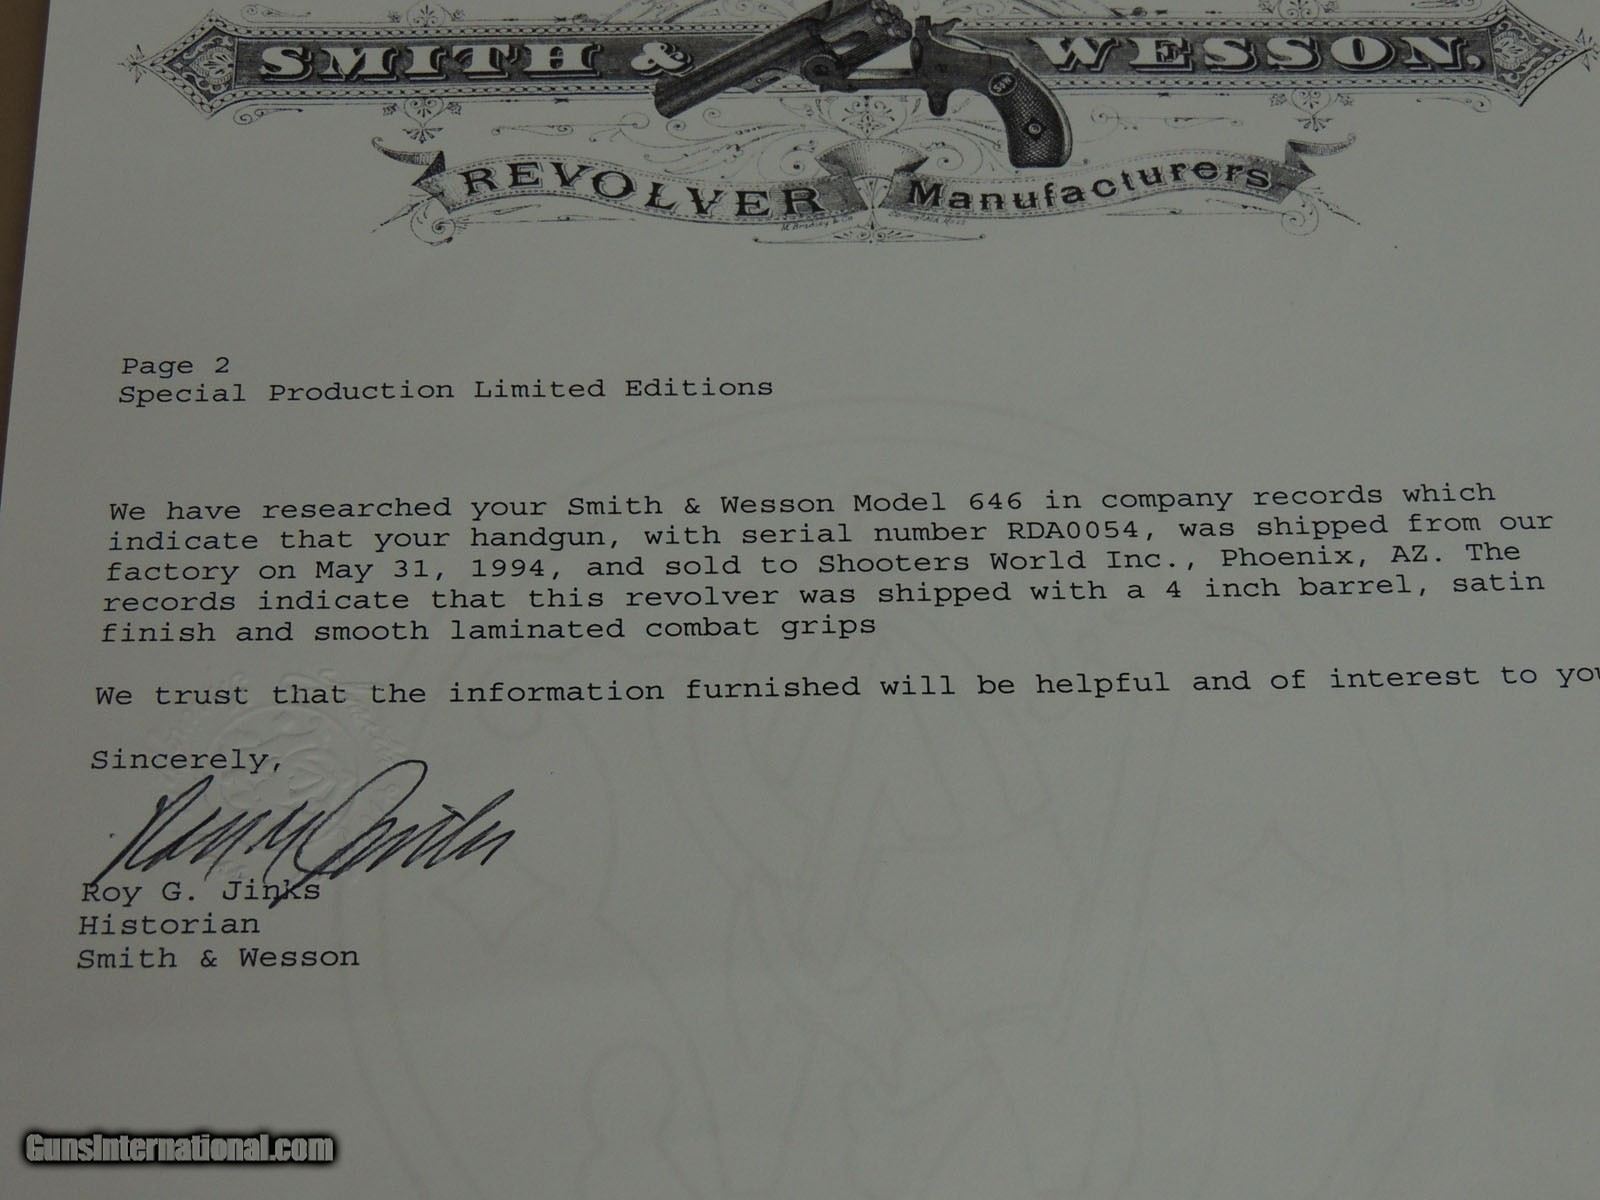 SMITH & WESSON,
REVOLVER Manufacturers
Page 2
Special Production Limited Editions
We have researched your Smith & Wesson Model 646 in company records which
indicate that your handgun, with serial number RDA0054, was shipped from our
factory on May 31, 1994, and sold to Shooters World Inc., Phoenix, AZ. The
records indicate that this revolver was shipped with a 4 inch barrel, satin
finish and smooth laminated combat grips
We trust that the information furnished will be helpful and of interest to you
Sincerely,
Roy G. Jinks
Historian
Smith & Wesson
GunsInternational.com